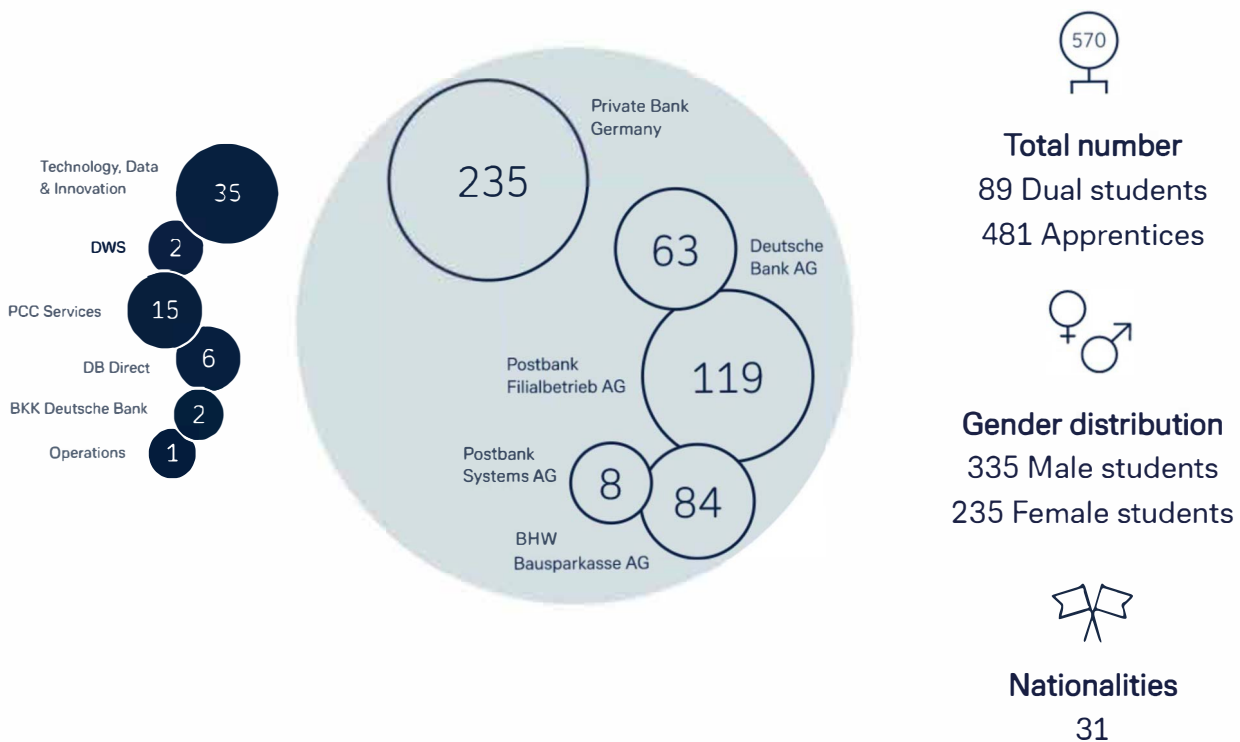 Technology, Data
& Innovation
35
DWS
2
PCC Services
15
DB Direct
6
BKK Deutsche Bank
2
Operations
1
Private Bank
Germany
235
63
Deutsche
Bank AG
Postbank
Filialbetrieb AG
119
Postbank
Systems AG
8
84
BHW
Bausparkasse AG
570
Total number
89 Dual students
481 Apprentices
Gender distribution
335 Male students
235 Female students
Nationalities
31